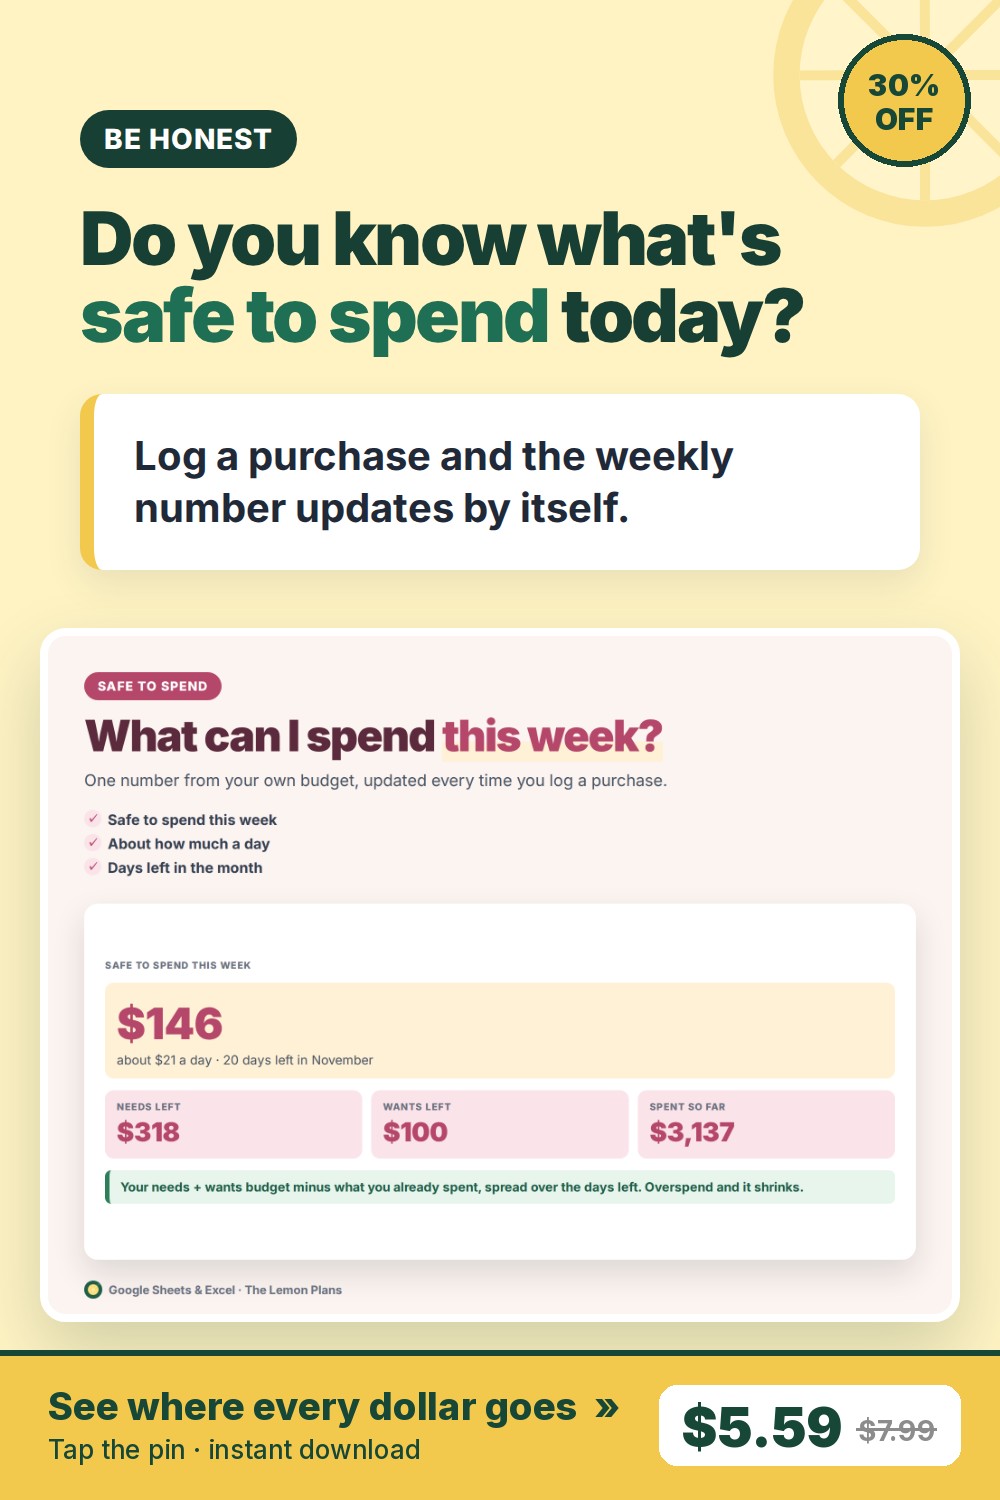 30%
OFF
BE HONEST
Do you know what's
safe to spend today?
Log a purchase and the weekly
number updates by itself.
SAFE TO SPEND
What can I spend this week?
One number from your own budget, updated every time you log a purchase.
✓ Safe to spend this week
✓ About how much a day
✓ Days left in the month
SAFE TO SPEND THIS WEEK
$146
about $21 a day · 20 days left in November
NEEDS LEFT
$318
WANTS LEFT
$100
SPENT SO FAR
$3,137
Your needs + wants budget minus what you already spent, spread over the days left. Overspend and it shrinks.
Google Sheets & Excel · The Lemon Plans
See where every dollar goes »
Tap the pin · instant download
$5.59 $7.99